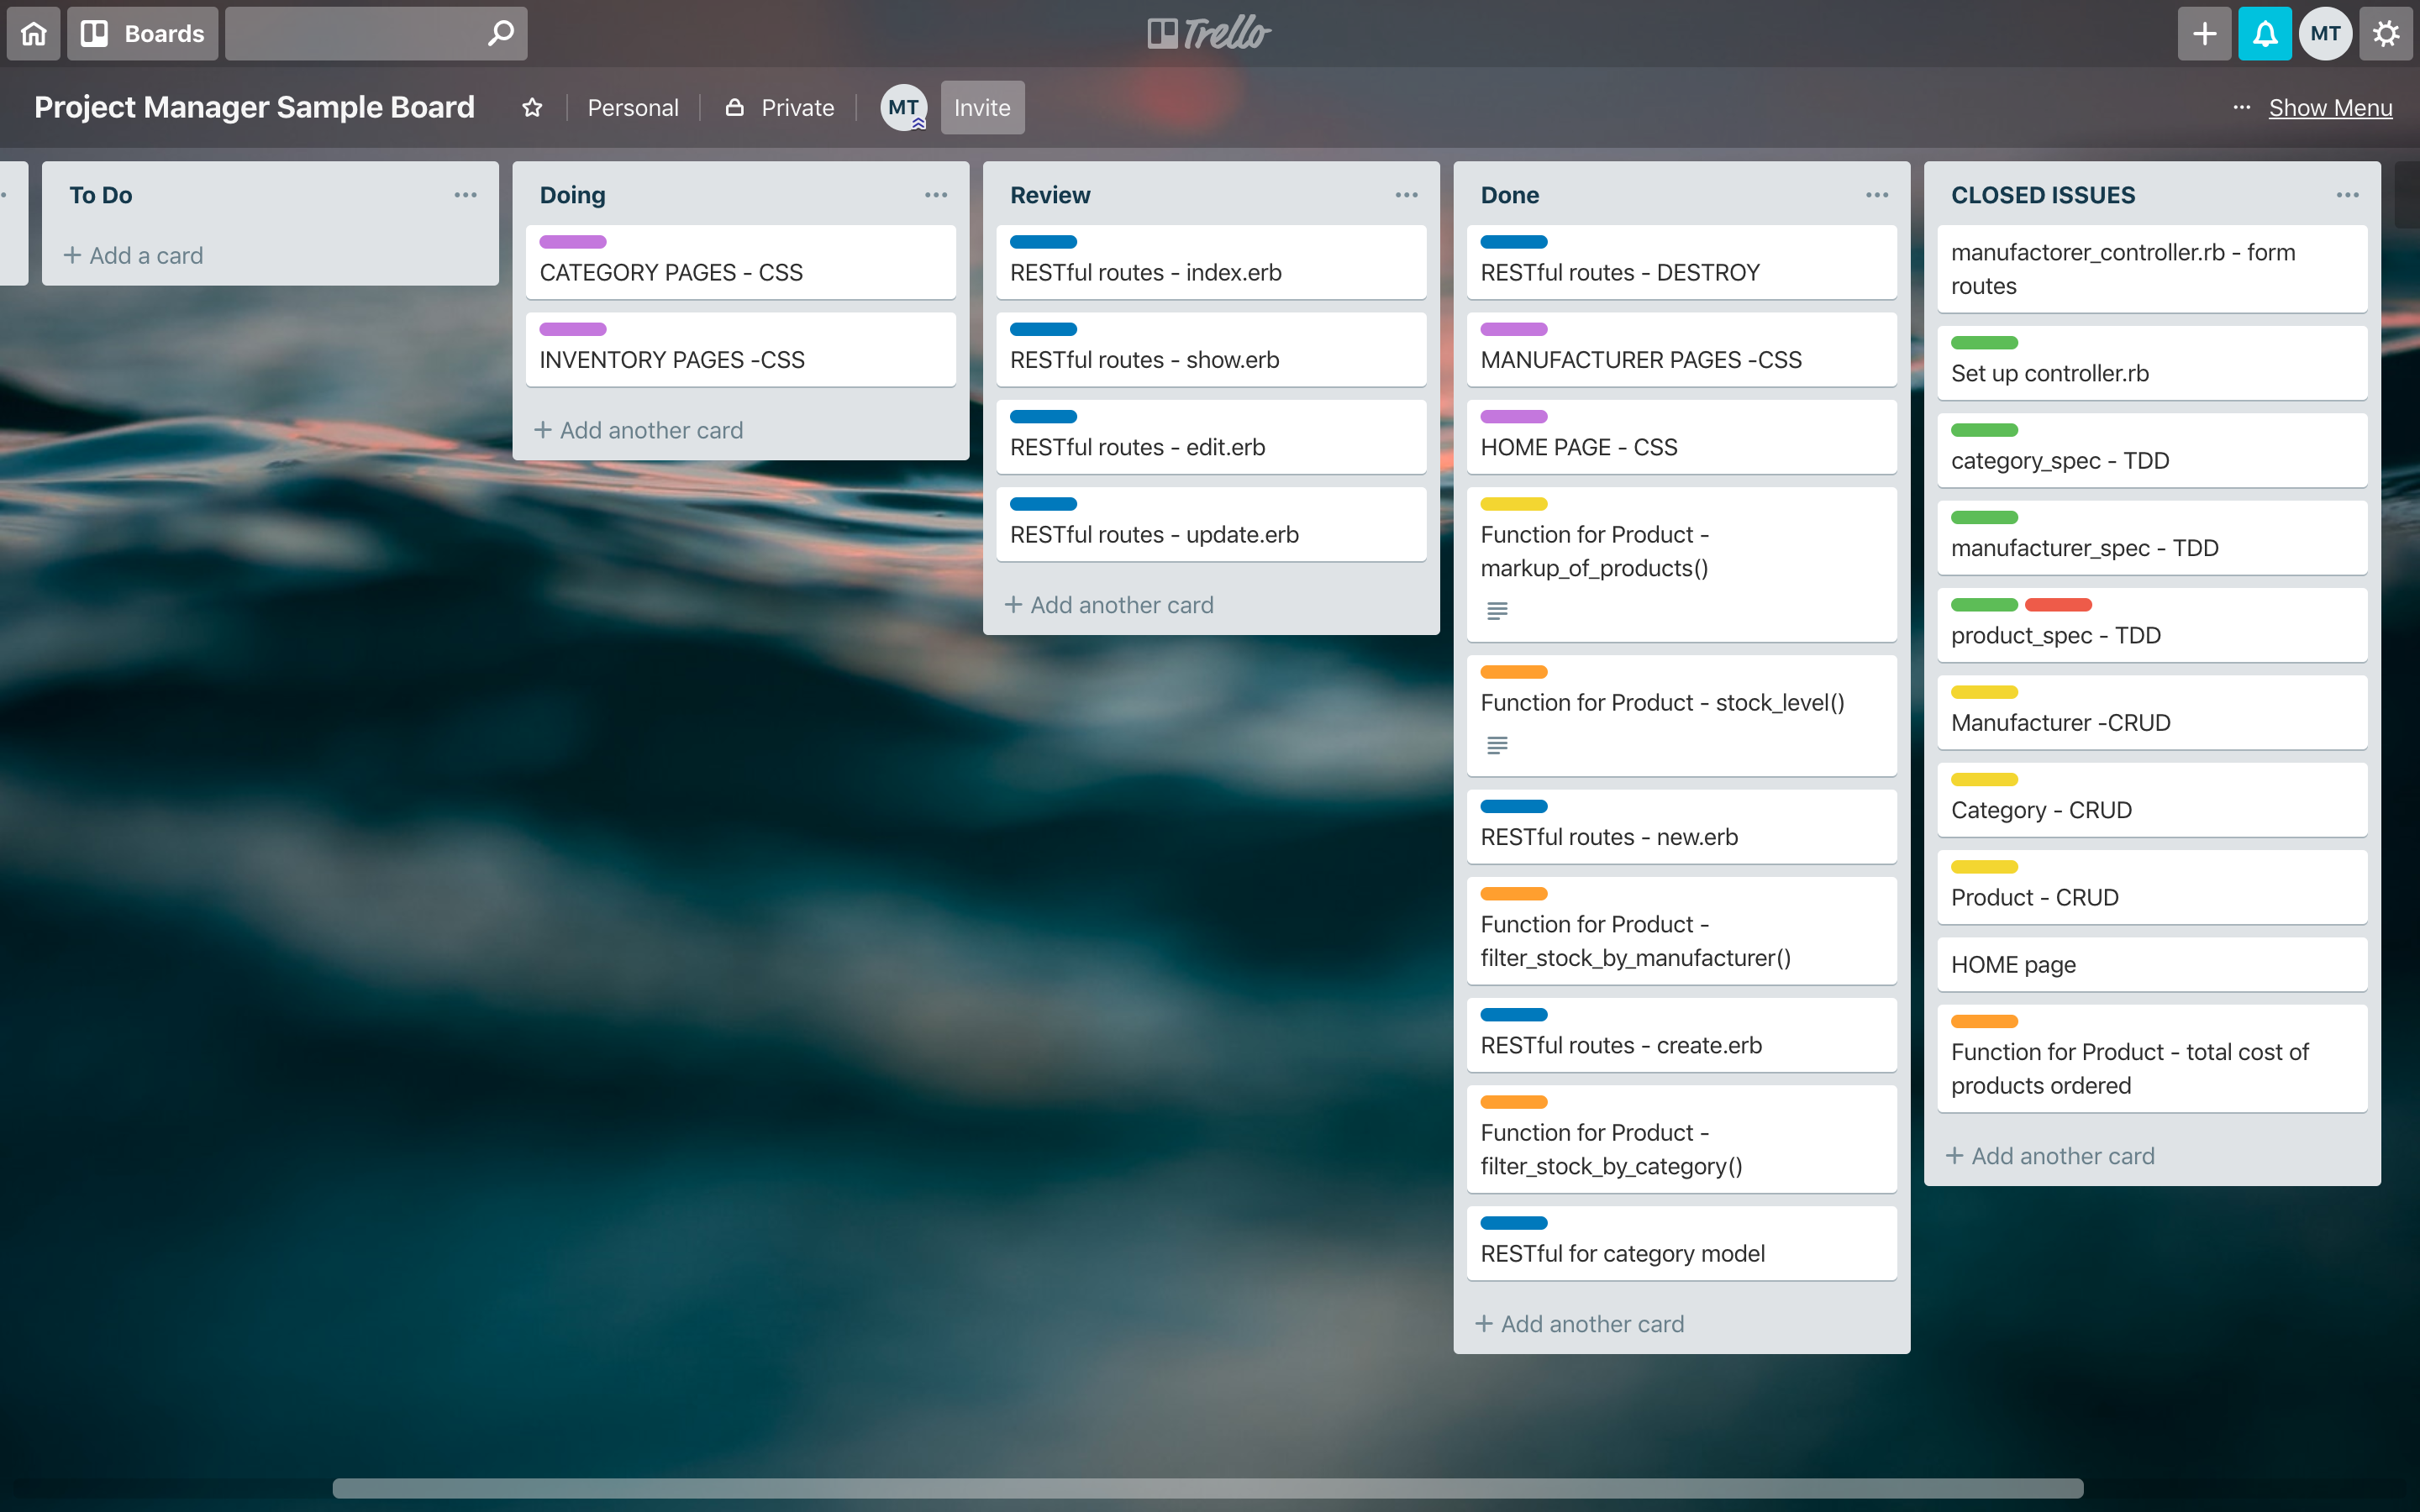 Boards
Trello
MT
Project Manager Sample Board
Personal
Private
MT
Invite
Show Menu
To Do
Add a card
Doing
CATEGORY PAGES - CSS
INVENTORY PAGES -CSS
Add another card
Review
RESTful routes - index.erb
RESTful routes - show.erb
RESTful routes - edit.erb
RESTful routes - update.erb
Add another card
Done
RESTful routes - DESTROY
MANUFACTURER PAGES -CSS
HOME PAGE - CSS
Function for Product -
markup_of_products()
Function for Product - stock_level()
RESTful routes - new.erb
Function for Product -
filter_stock_by_manufacturer()
RESTful routes - create.erb
Function for Product -
filter_stock_by_category()
RESTful for category model
Add another card
CLOSED ISSUES
manufactorer_controller.rb - form
routes
Set up controller.rb
category_spec - TDD
manufacturer_spec - TDD
product_spec - TDD
Manufacturer -CRUD
Category - CRUD
Product - CRUD
HOME page
Function for Product - total cost of
products ordered
Add another card